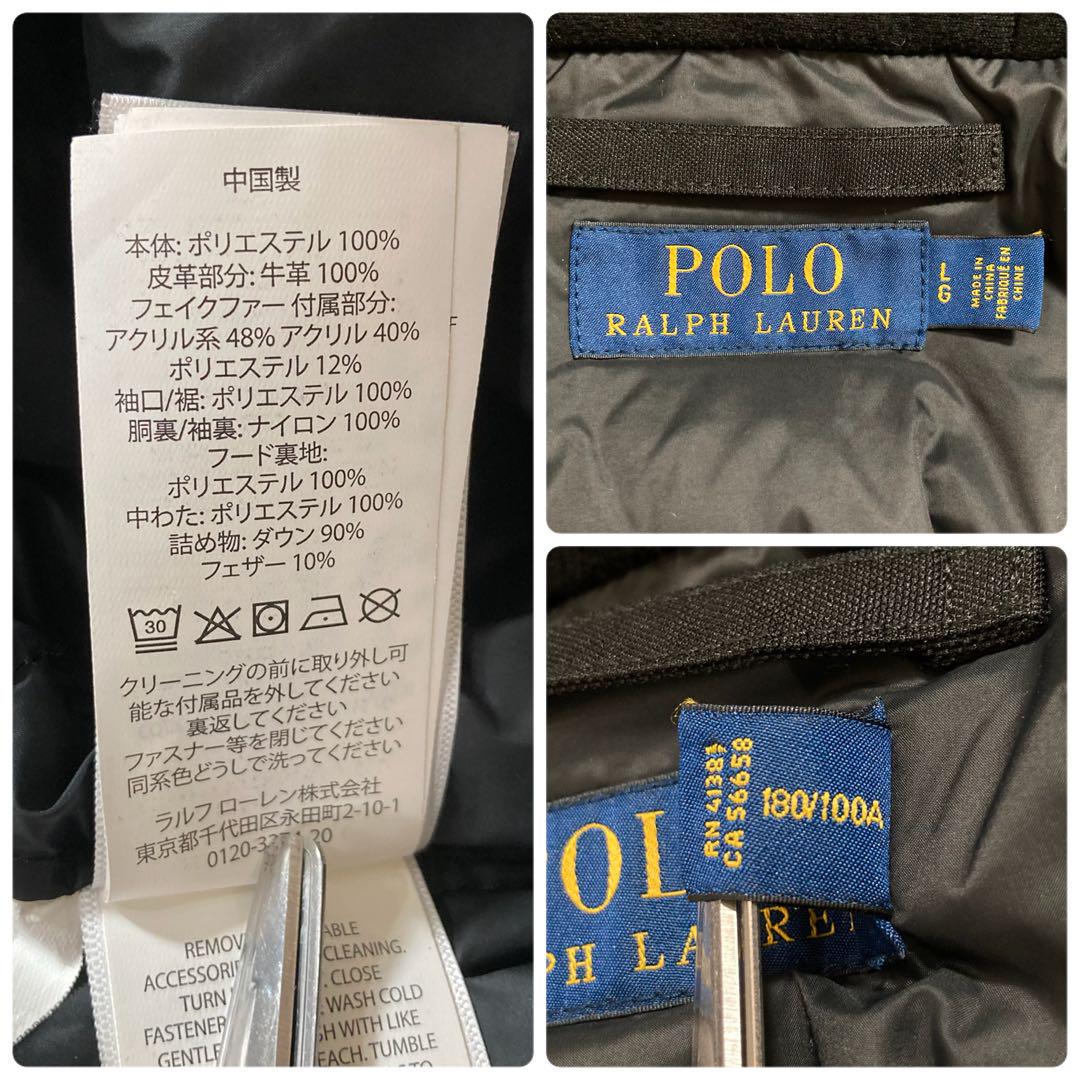 中国製
本体: ポリエステル 100%
皮革部分: 牛革 100%
フェイクファー 付属部分:
アクリル系 48% アクリル 40%
ポリエステル 12%
袖口/裾: ポリエステル 100%
胴裏/袖裏: ナイロン 100%
フード裏地:
ポリエステル 100%
中わた: ポリエステル 100%
詰め物: ダウン 90%
フェザー 10%
30
クリーニングの前に取り外し可
能な付属品を外してください
裏返してください
ファスナー等を閉じてください
同系色どうしで洗ってください
ラルフ ローレン株式会社
東京都千代田区永田町2-10-1
0120-3274-20
REMOV ABLE
ACCESSORI CLEANING.
TURN CLOSE
FASTENER WASH COLD
GENTLE WITH LIKE
EACH. TUMBLE
POLO
RALPH LAUREN
LG
MADE IN
CHINA
FABRIQUÉ EN
CHINE
RN 41381
CA 56658
180/100A
OL
PH LAUREN